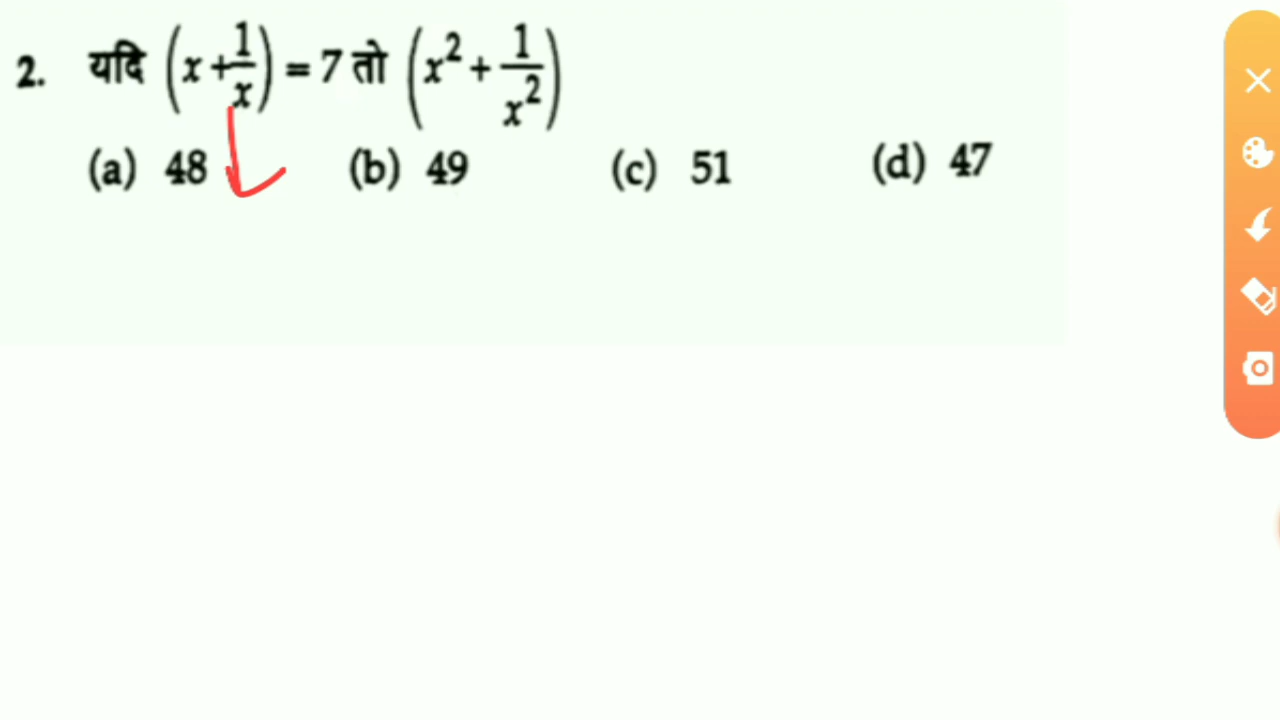 2. यदि (x + 1/x) = 7 तो (x² + 1/x²)
(a) 48 (b) 49 (c) 51 (d) 47